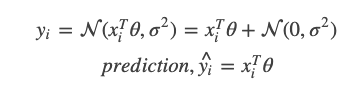 yᵢ = 𝒩(xᵢᵀθ, σ²) = xᵢᵀθ + 𝒩(0, σ²)
prediction, ŷᵢ = xᵢᵀθ